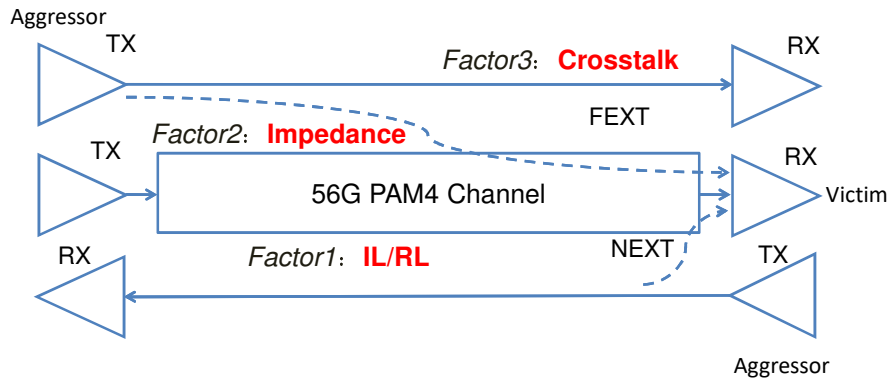 Aggressor
TX
RX
Factor3： Crosstalk
FEXT
TX
Factor2： Impedance
RX
56G PAM4 Channel
Victim
RX
Factor1： IL/RL
NEXT
TX
Aggressor